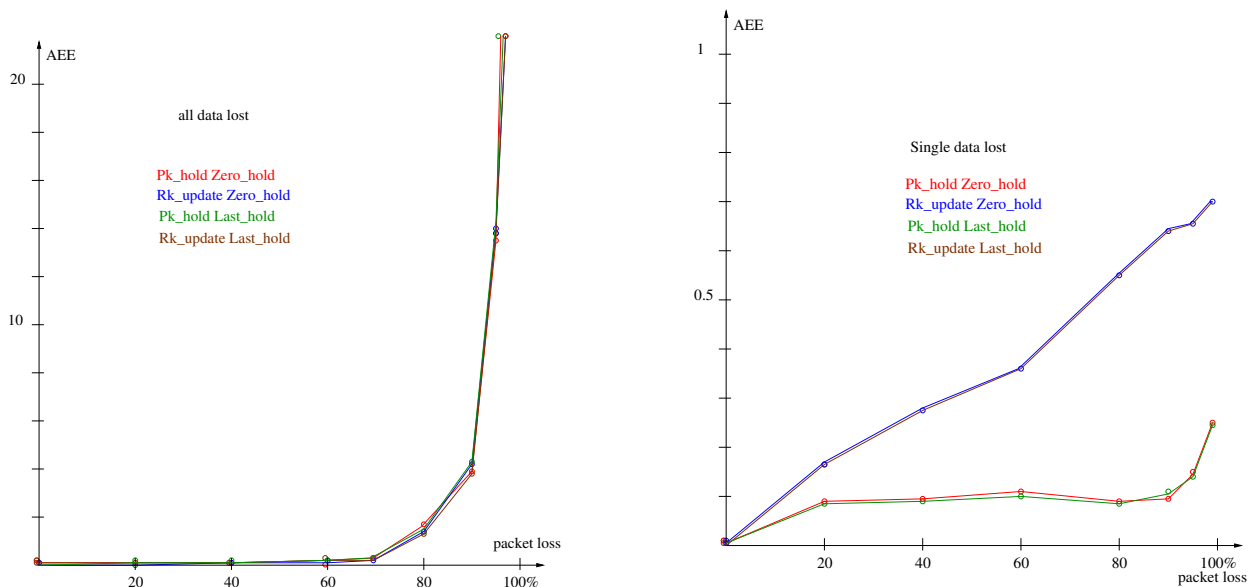 AEE
20
all data lost
Pk_hold Zero_hold
Rk_update Zero_hold
Pk_hold Last_hold
Rk_update Last_hold
10
packet loss
20
40
60
80
100%
AEE
1
Single data lost
Pk_hold Zero_hold
Rk_update Zero_hold
Pk_hold Last_hold
Rk_update Last_hold
0.5
20
40
60
80
100%
packet loss